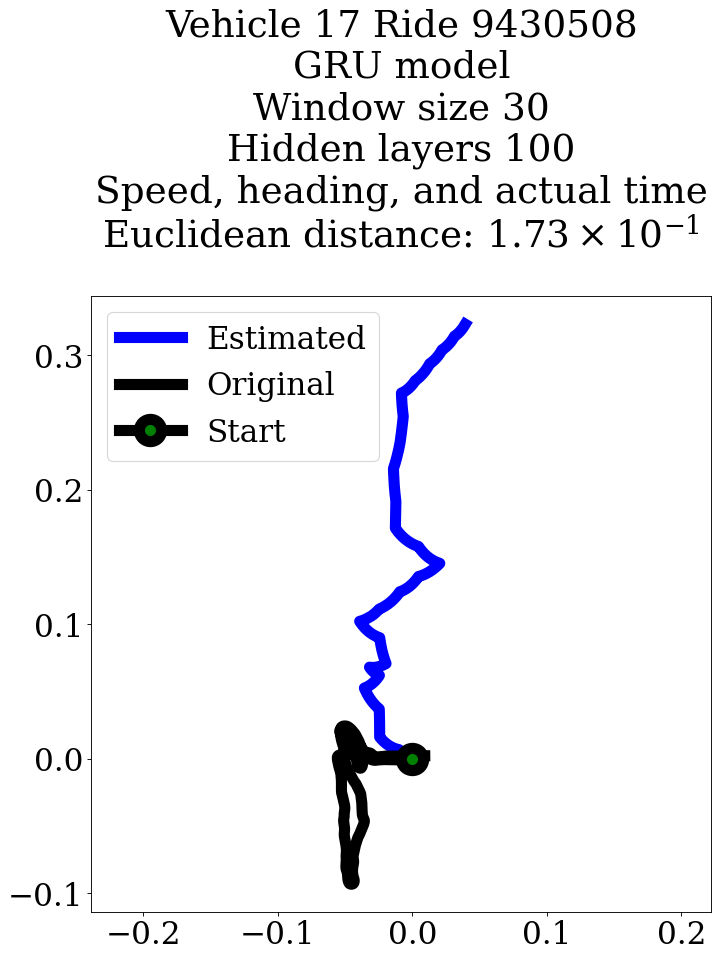 Vehicle 17 Ride 9430508
GRU model
Window size 30
Hidden layers 100
Speed, heading, and actual time
Euclidean distance: 1.73 × 10⁻¹
Estimated
Original
Start
0.3
0.2
0.1
0.0
−0.1
−0.2 −0.1 0.0 0.1 0.2